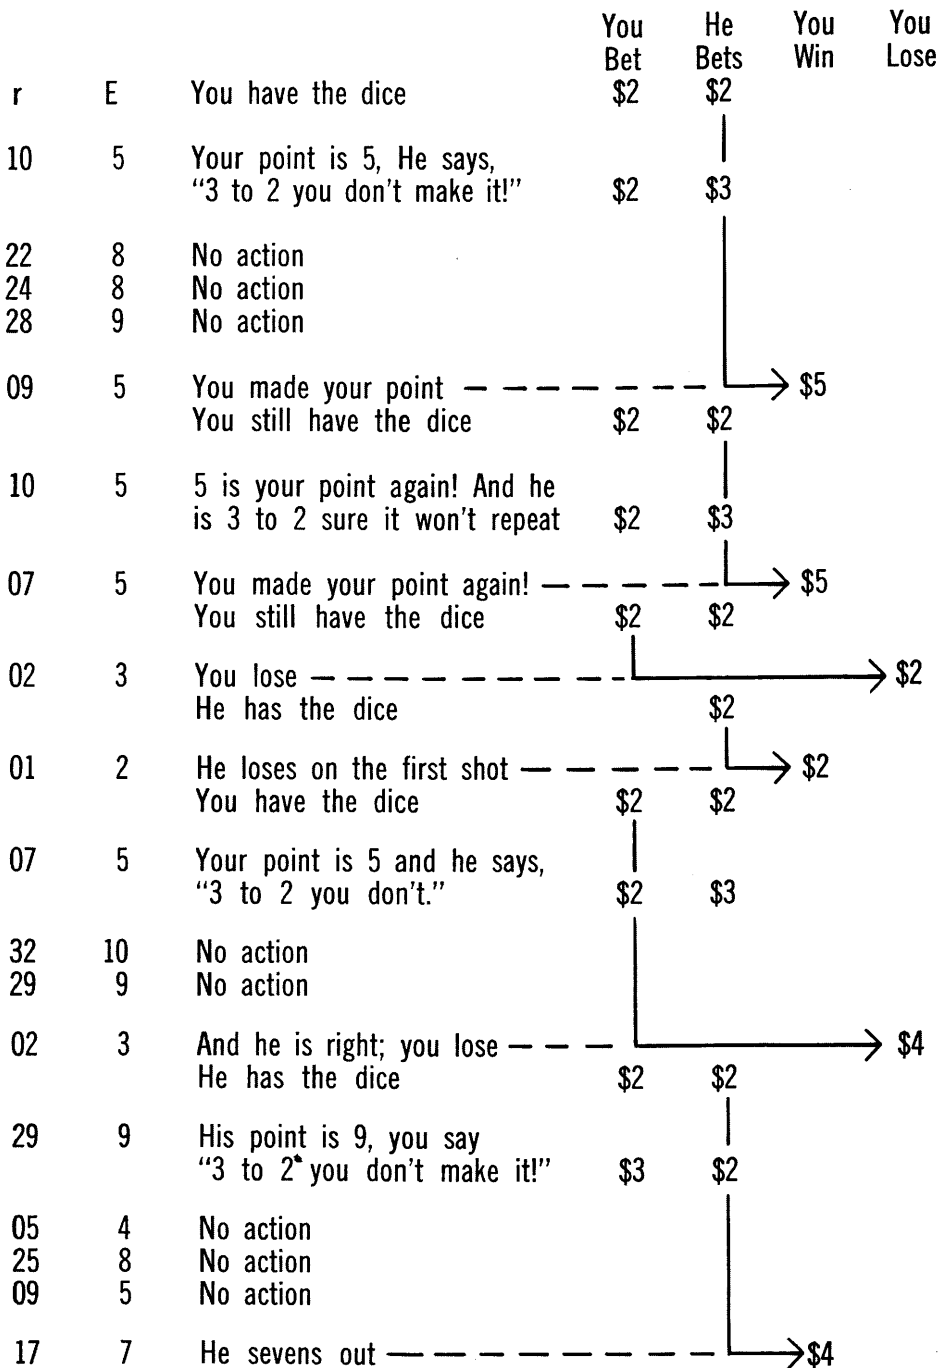 You He You You
Bet Bets Win Lose
r E You have the dice $2 $2
10 5 Your point is 5, He says,
“3 to 2 you don't make it!” $2 $3
22 8 No action
24 8 No action
28 9 No action
09 5 You made your point $5
You still have the dice $2 $2
10 5 5 is your point again! And he
is 3 to 2 sure it won't repeat $2 $3
07 5 You made your point again! $5
You still have the dice $2 $2
02 3 You lose $2
He has the dice $2
01 2 He loses on the first shot $2
You have the dice $2 $2
07 5 Your point is 5 and he says,
“3 to 2 you don't.” $2 $3
32 10 No action
29 9 No action
02 3 And he is right; you lose $4
He has the dice $2 $2
29 9 His point is 9, you say
“3 to 2 you don't make it!” $3 $2
05 4 No action
25 8 No action
09 5 No action
17 7 He sevens out $4